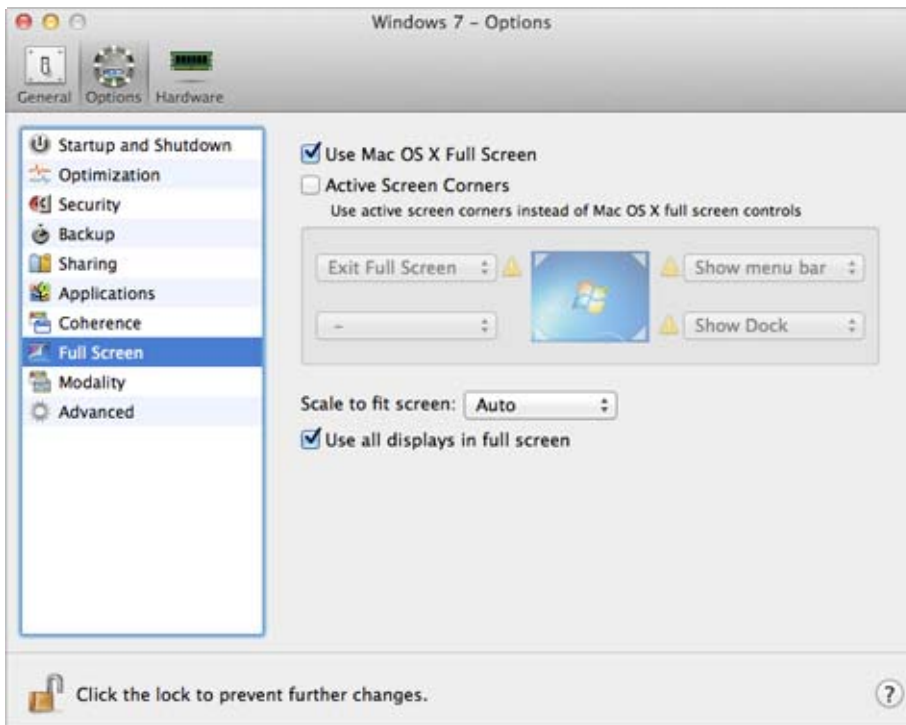 Windows 7 – Options
General Options Hardware
Startup and Shutdown
Optimization
Security
Backup
Sharing
Applications
Coherence
Full Screen
Modality
Advanced
Use Mac OS X Full Screen
Active Screen Corners
Use active screen corners instead of Mac OS X full screen controls
Exit Full Screen
Show menu bar
–
Show Dock
Scale to fit screen: Auto
Use all displays in full screen
Click the lock to prevent further changes.
?